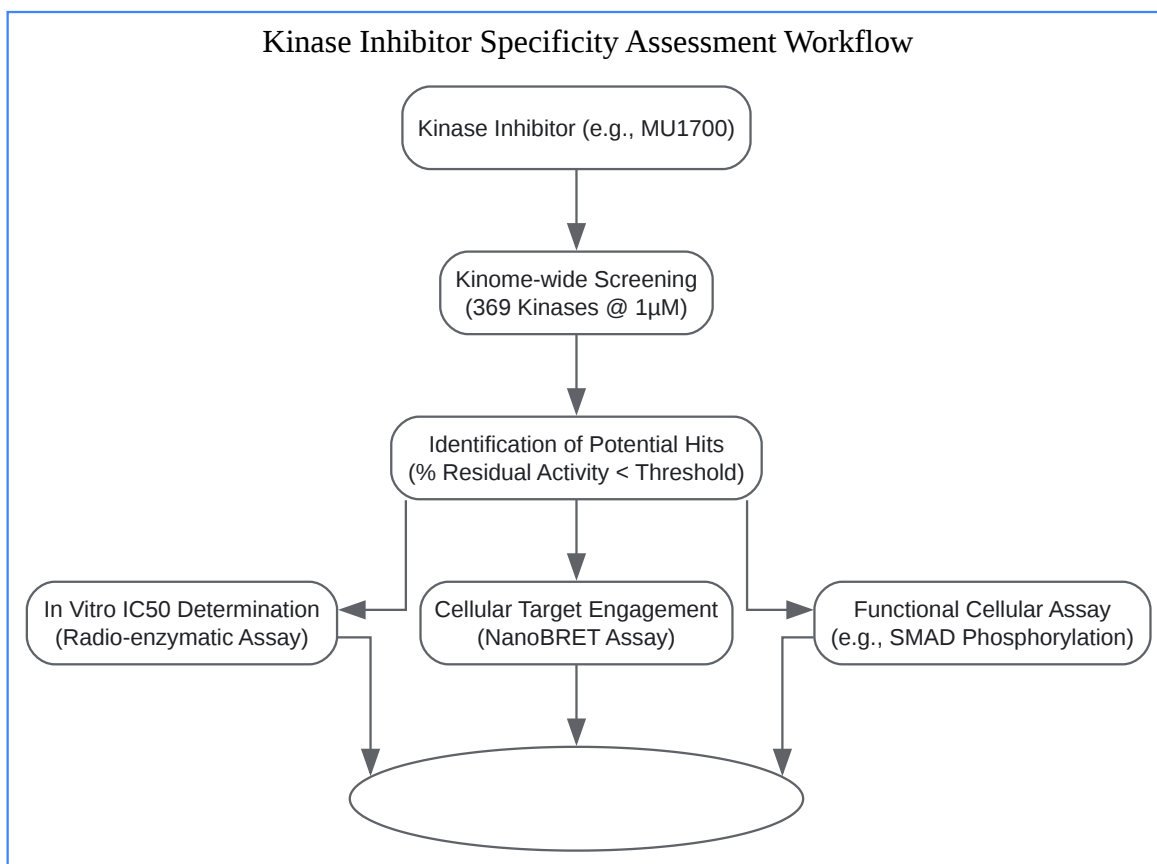 Kinase Inhibitor Specificity Assessment Workflow
Kinase Inhibitor (e.g., MU1700)
Kinome-wide Screening
(369 Kinases @ 1µM)
Identification of Potential Hits
(% Residual Activity < Threshold)
In Vitro IC50 Determination
(Radio-enzymatic Assay)
Cellular Target Engagement
(NanoBRET Assay)
Functional Cellular Assay
(e.g., SMAD Phosphorylation)